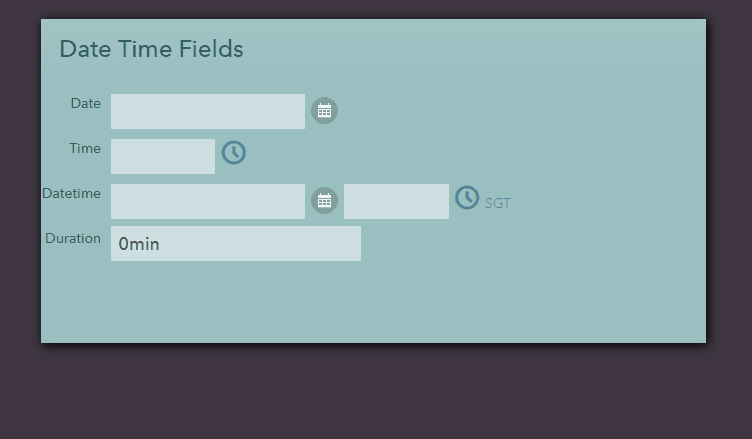 Date Time Fields
Date
Time
Datetime SGT
Duration 0min